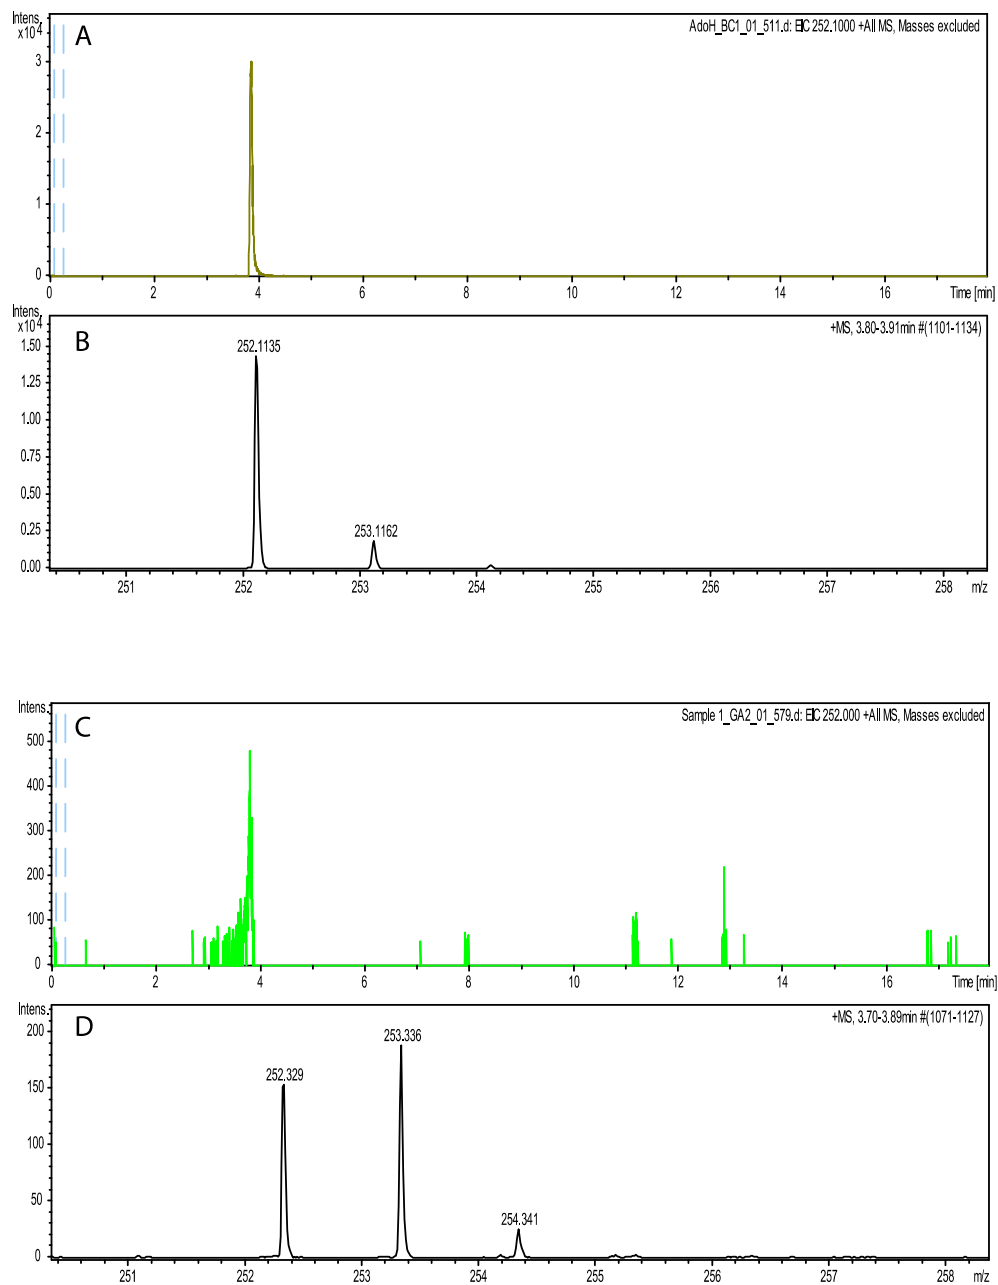 Intens.
x10⁴
A
AdoH_BC1_01_511.d: EIC 252.1000 +All MS, Masses excluded
3
2
1
0
0 2 4 6 8 10 12 14 16 Time [min]
Intens.
x10⁴
B
+MS, 3.80-3.91min #(1101-1134)
252.1135
1.50
1.25
1.00
0.75
253.1162
0.50
0.25
0.00
251 252 253 254 255 256 257 258 m/z
Intens.
C
Sample 1_GA2_01_579.d: EIC 252.000 +All MS, Masses excluded
500
400
300
200
100
0
0 2 4 6 8 10 12 14 16 Time [min]
Intens.
D
+MS, 3.70-3.89min #(1071-1127)
200
253.336
252.329
150
100
50
254.341
0
251 252 253 254 255 256 257 258 m/z